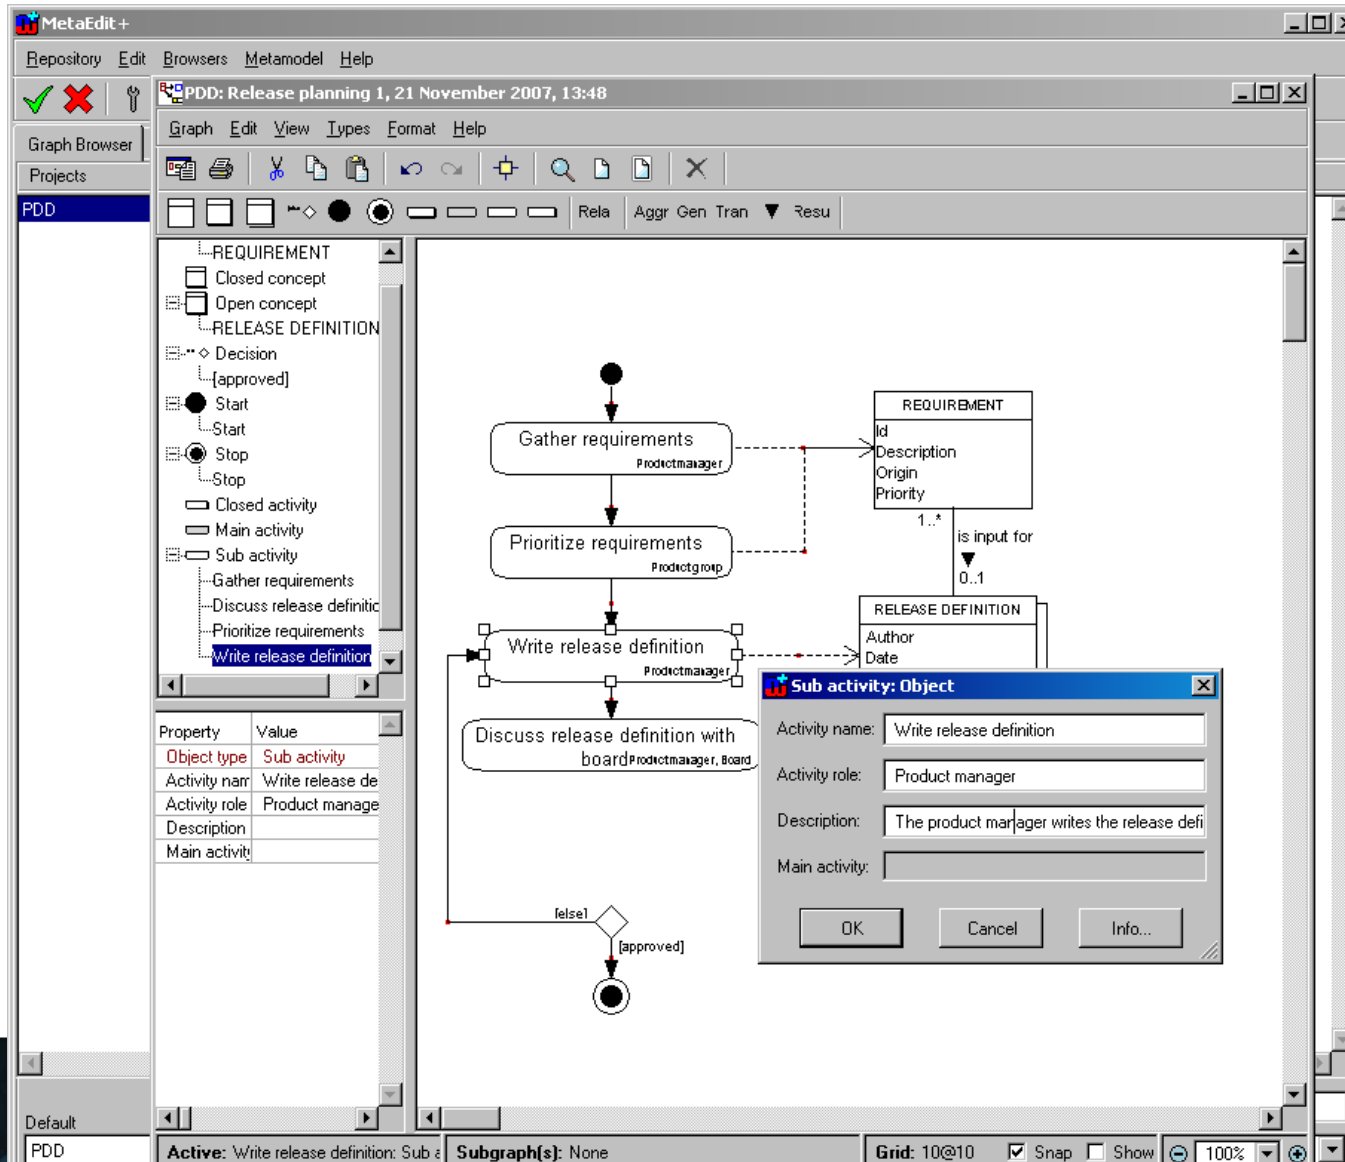 MetaEdit+
Repository Edit Browsers Metamodel Help
PDD: Release planning 1, 21 November 2007, 13:48
Graph Edit View Types Format Help
Graph Browser
Projects
PDD
Rela Aggr Gen Tran Resu
REQUIREMENT
Closed concept
Open concept
RELEASE DEFINITION
Decision
[approved]
Start
Start
Stop
Stop
Closed activity
Main activity
Sub activity
Gather requirements
Discuss release definitic
Prioritize requirements
Write release definition
Property Value
Object type Sub activity
Activity nam Write release de
Activity role Product manage
Description
Main activity
Gather requirements
Productmanager
Prioritize requirements
Productgroup
Write release definition
Productmanager
Discuss release definition with
board Productmanager, Board
[else]
[approved]
REQUIREMENT
Id
Description
Origin
Priority
1..*
is input for
0..1
RELEASE DEFINITION
Author
Date
Sub activity: Object
Activity name: Write release definition
Activity role: Product manager
Description: The product manager writes the release defi
Main activity:
OK Cancel Info...
Default
PDD
Active: Write release definition: Sub a Subgraph(s): None Grid: 10@10 Snap Show 100%